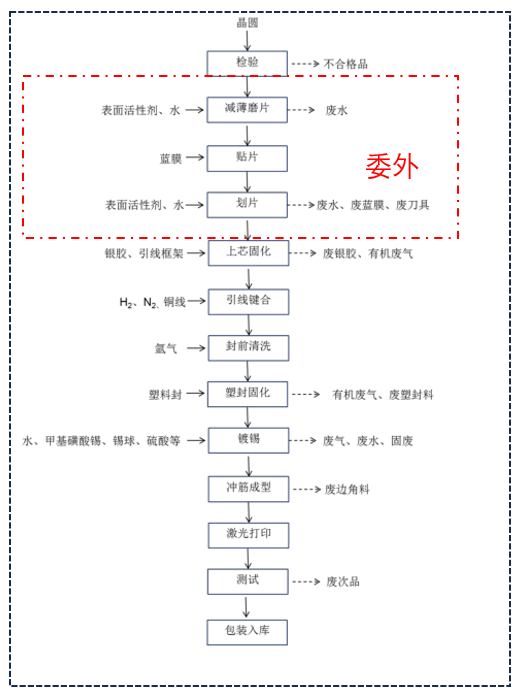 晶圆
检验
不合格品
表面活性剂、水
减薄磨片
废水
蓝膜
贴片
委外
表面活性剂、水
划片
废水、废蓝膜、废刀具
银胶、引线框架
上芯固化
废银胶、有机废气
H₂、N₂、铜线
引线键合
氩气
封前清洗
塑料封
塑封固化
有机废气、废塑封料
水、甲基磺酸锡、锡球、硫酸等
镀锡
废气、废水、固废
冲筋成型
废边角料
激光打印
测试
废次品
包装入库